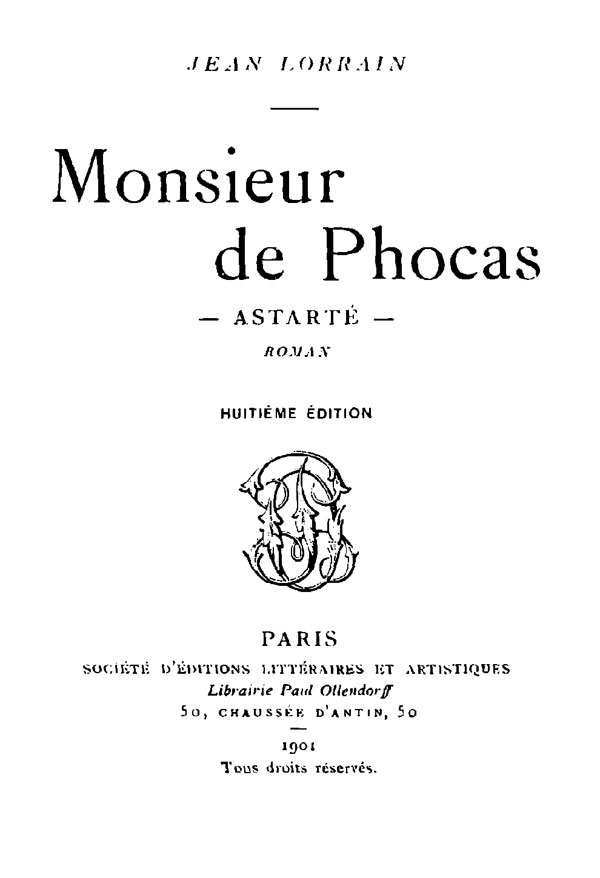 JEAN LORRAIN
Monsieur
de Phocas
— ASTARTÉ —
ROMAN
HUITIÈME ÉDITION
PARIS
SOCIÉTÉ D'ÉDITIONS LITTÉRAIRES ET ARTISTIQUES
Librairie Paul Ollendorff
50, CHAUSSÉE D'ANTIN, 50
1901
Tous droits réservés.